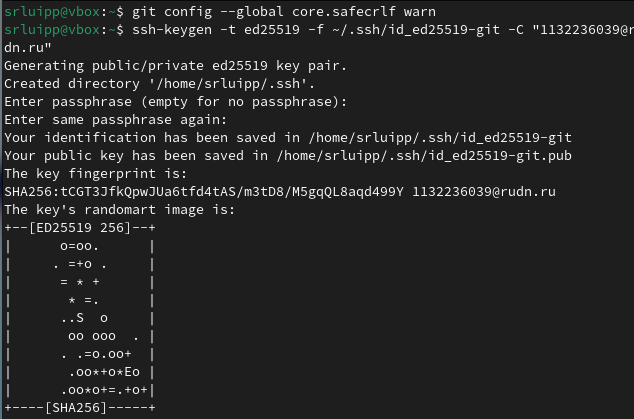 srluipp@vbox:~$ git config --global core.safecrlf warn
srluipp@vbox:~$ ssh-keygen -t ed25519 -f ~/.ssh/id_ed25519-git -C "1132236039@ru
dn.ru"
Generating public/private ed25519 key pair.
Created directory '/home/srluipp/.ssh'.
Enter passphrase (empty for no passphrase):
Enter same passphrase again:
Your identification has been saved in /home/srluipp/.ssh/id_ed25519-git
Your public key has been saved in /home/srluipp/.ssh/id_ed25519-git.pub
The key fingerprint is:
SHA256:tCGT3JfkQpwJUa6tfd4tAS/m3tD8/M5gqQL8aqd499Y 1132236039@rudn.ru
The key's randomart image is:
+--[ED25519 256]--+
|      o=oo.      |
|     . =+o .     |
|      = * +      |
|       * =.      |
|      ..S  o     |
|       oo ooo  . |
|      . .=o.oo+  |
|       .oo*+o*Eo |
|      .oo*o+=.+o+|
+----[SHA256]-----+